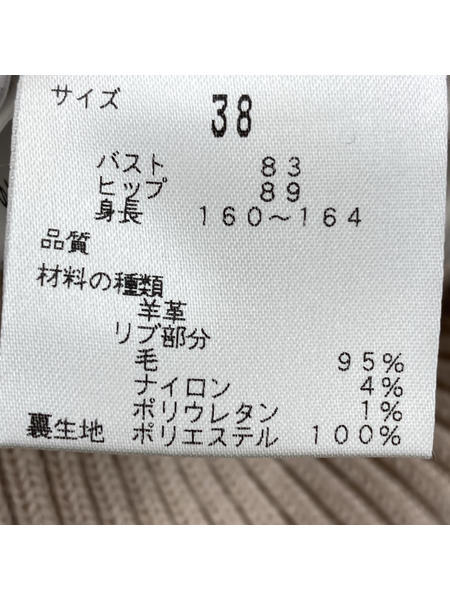 サイズ 38
バスト 83
ヒップ 89
身長 160〜164
品質
材料の種類
羊革
リブ部分
毛 95%
ナイロン 4%
ポリウレタン 1%
裏生地 ポリエステル 100%